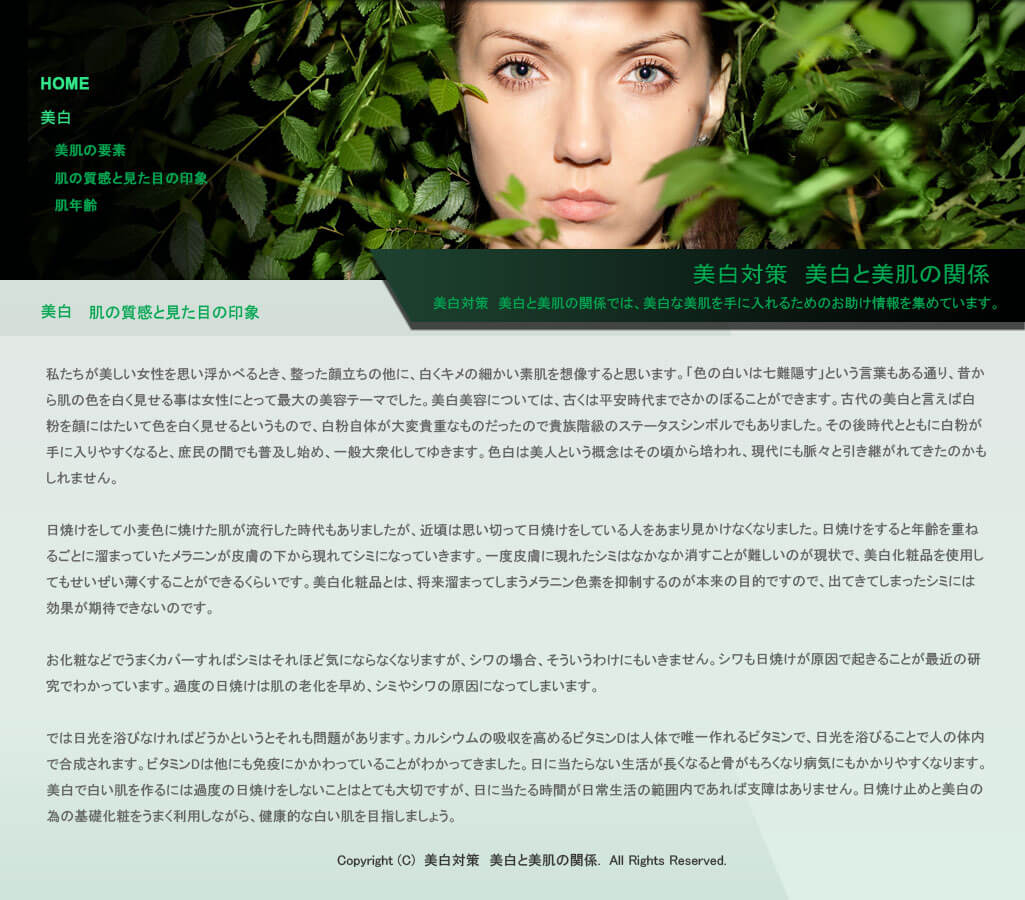 HOME
美白
美肌の要素
肌の質感と見た目の印象
肌年齢
美白対策　美白と美肌の関係
美白対策　美白と美肌の関係では、美白な美肌を手に入れるためのお助け情報を集めています。
美白　肌の質感と見た目の印象
私たちが美しい女性を思い浮かべるとき、整った顔立ちの他に、白くキメの細かい素肌を想像すると思います。「色の白いは七難隠す」という言葉もある通り、昔か
ら肌の色を白く見せる事は女性にとって最大の美容テーマでした。美白美容については、古くは平安時代までさかのぼることができます。古代の美白と言えば白
粉を顔にはたいて色を白く見せるというもので、白粉自体が大変貴重なものだったので貴族階級のステータスシンボルでもありました。その後時代とともに白粉が
手に入りやすくなると、庶民の間でも普及し始め、一般大衆化してゆきます。色白は美人という概念はその頃から培われ、現代にも脈々と引き継がれてきたのかも
しれません。
日焼けをして小麦色に焼けた肌が流行した時代もありましたが、近頃は思い切って日焼けをしている人をあまり見かけなくなりました。日焼けをすると年齢を重ね
るごとに溜まっていたメラニンが皮膚の下から現れてシミになっていきます。一度皮膚に現れたシミはなかなか消すことが難しいのが現状で、美白化粧品を使用し
てもせいぜい薄くすることができるくらいです。美白化粧品とは、将来溜まってしまうメラニン色素を抑制するのが本来の目的ですので、出てきてしまったシミには
効果が期待できないのです。
お化粧などでうまくカバーすればシミはそれほど気にならなくなりますが、シワの場合、そういうわけにもいきません。シワも日焼けが原因で起きることが最近の研
究でわかっています。過度の日焼けは肌の老化を早め、シミやシワの原因になってしまいます。
では日光を浴びなければどうかというとそれも問題があります。カルシウムの吸収を高めるビタミンDは人体で唯一作れるビタミンで、日光を浴びることで人の体内
で合成されます。ビタミンDは他にも免疫にかかわっていることがわかってきました。日に当たらない生活が長くなると骨がもろくなり病気にもかかりやすくなります。
美白で白い肌を作るには過度の日焼けをしないことはとても大切ですが、日に当たる時間が日常生活の範囲内であれば支障はありません。日焼け止めと美白の
為の基礎化粧をうまく利用しながら、健康的な白い肌を目指しましょう。
Copyright (C)　美白対策　美白と美肌の関係.　All Rights Reserved.